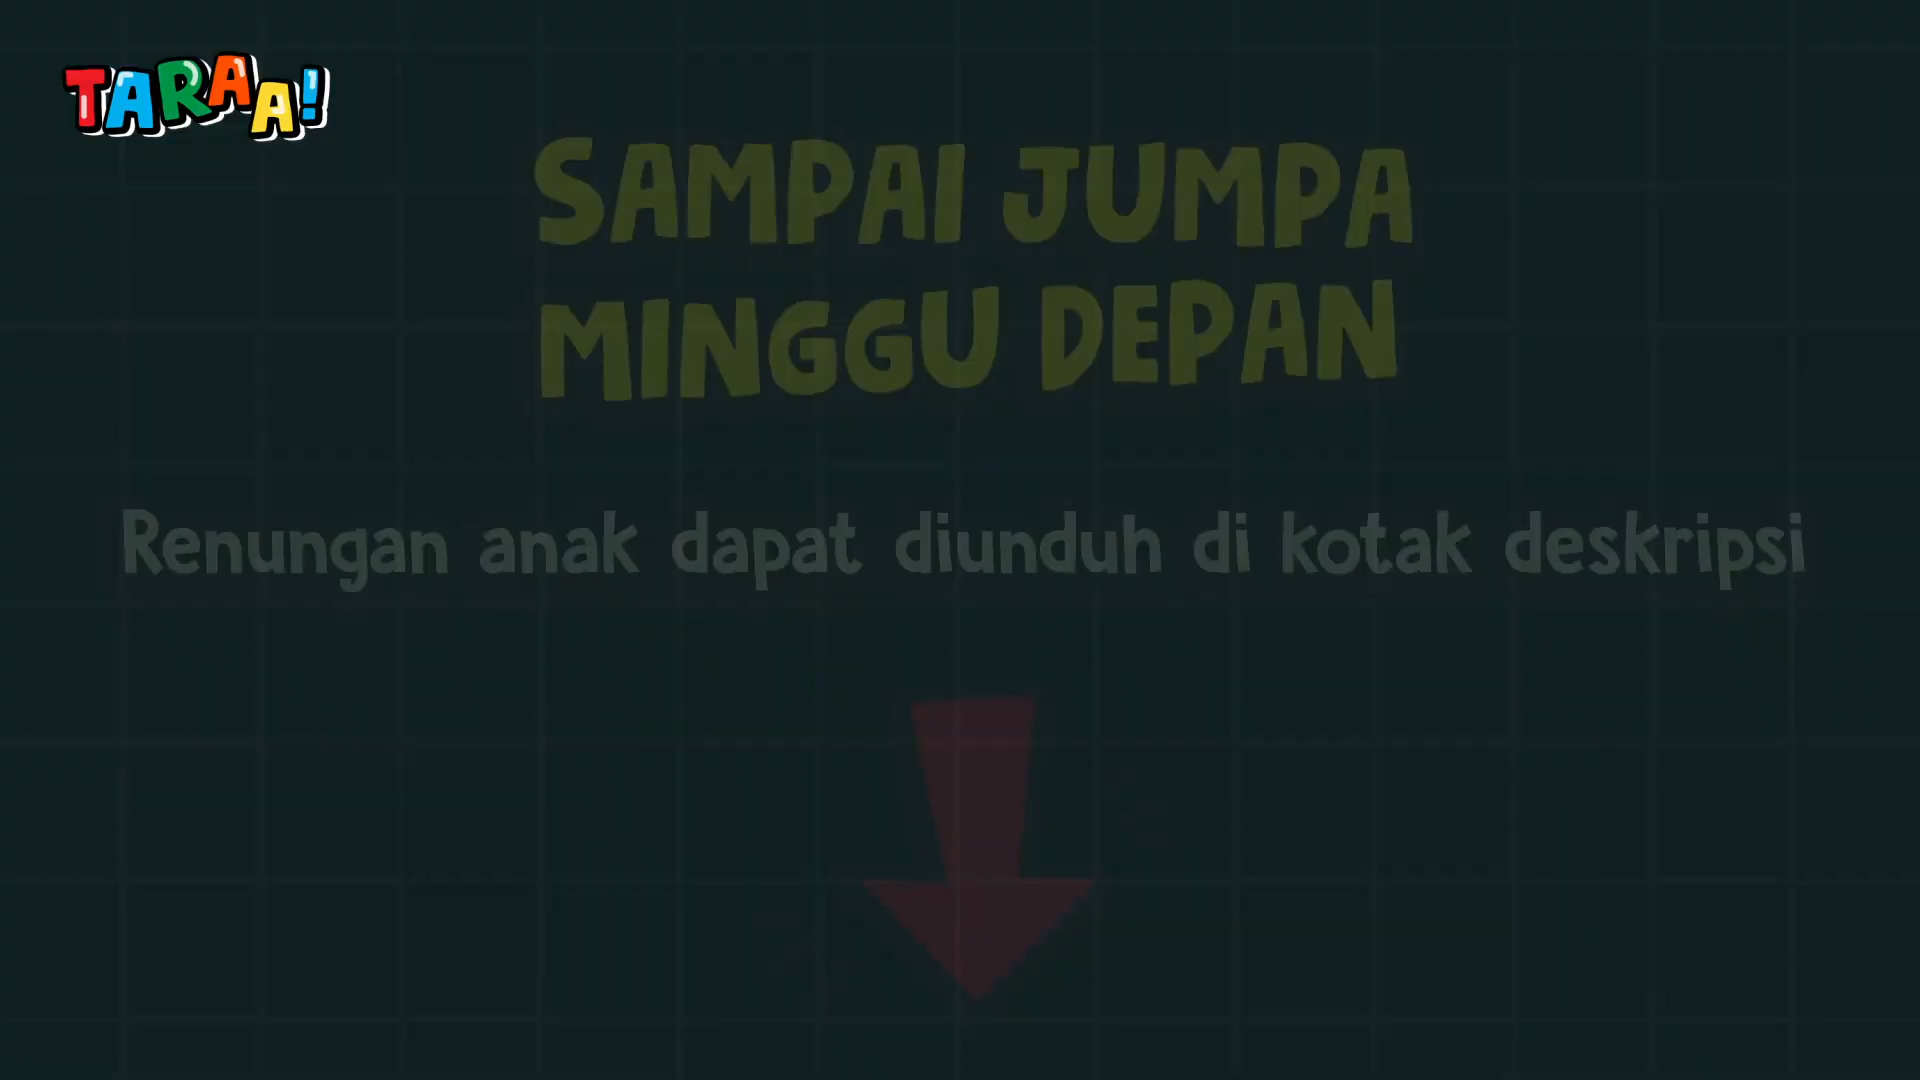 TARAA!
SAMPAI JUMPA
MINGGU DEPAN
Renungan anak dapat diunduh di kotak deskripsi